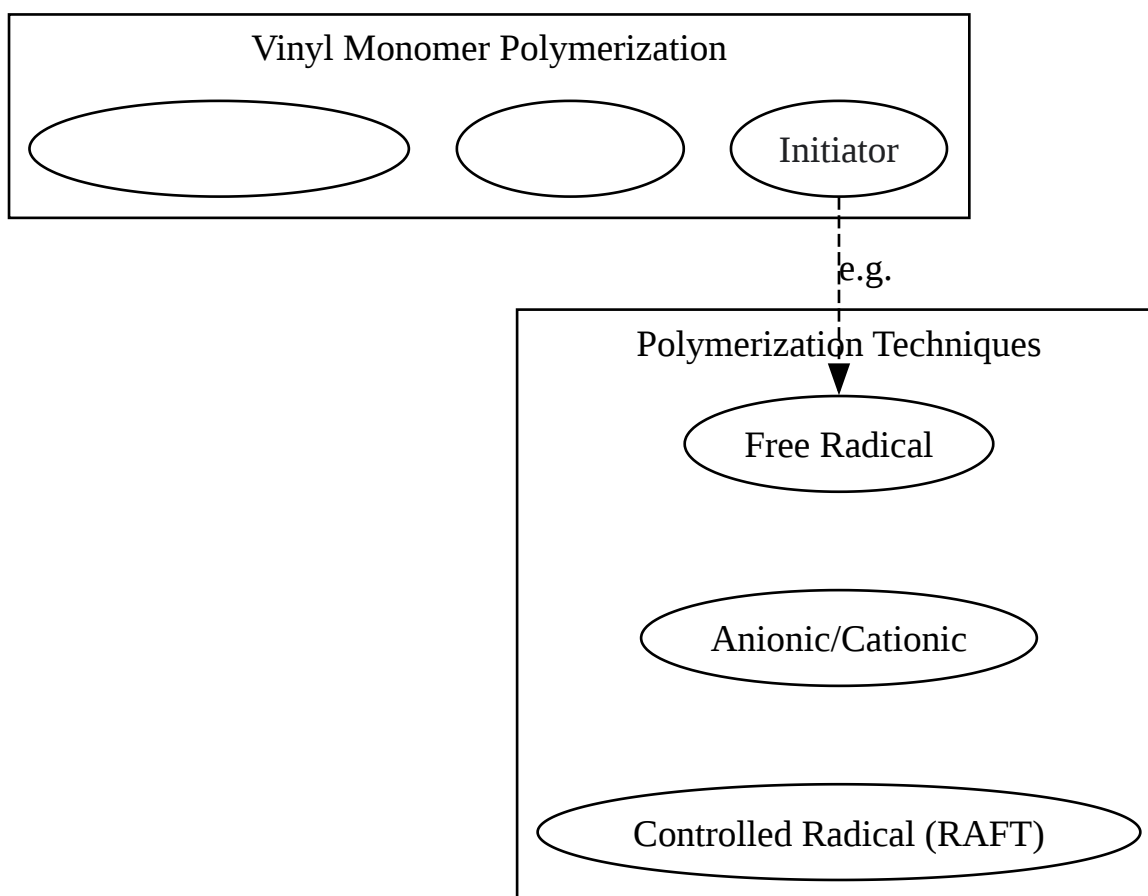 Vinyl Monomer Polymerization
Initiator
e.g.
Polymerization Techniques
Free Radical
Anionic/Cationic
Controlled Radical (RAFT)